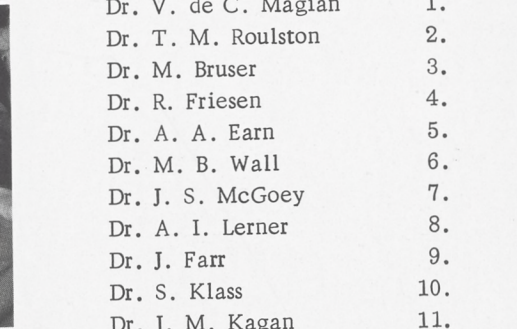 Dr. V. de C. Magian 1.
Dr. T. M. Roulston 2.
Dr. M. Bruser 3.
Dr. R. Friesen 4.
Dr. A. A. Earn 5.
Dr. M. B. Wall 6.
Dr. J. S. McGoey 7.
Dr. A. I. Lerner 8.
Dr. J. Farr 9.
Dr. S. Klass 10.
Dr. M. Kagan 11.